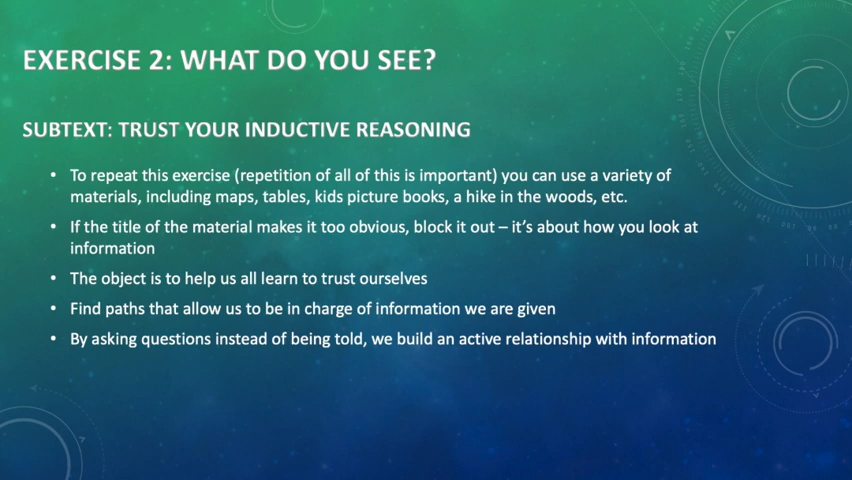 EXERCISE 2: WHAT DO YOU SEE?
SUBTEXT: TRUST YOUR INDUCTIVE REASONING
• To repeat this exercise (repetition of all of this is important) you can use a variety of
materials, including maps, tables, kids picture books, a hike in the woods, etc.
• If the title of the material makes it too obvious, block it out – it's about how you look at
information
• The object is to help us all learn to trust ourselves
• Find paths that allow us to be in charge of information we are given
• By asking questions instead of being told, we build an active relationship with information